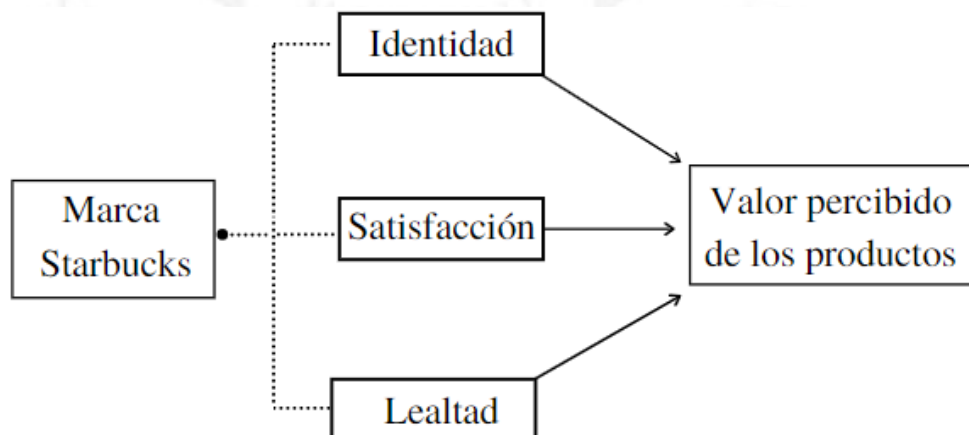 Identidad
Marca
Starbucks
Satisfacción
Valor percibido
de los productos
Lealtad